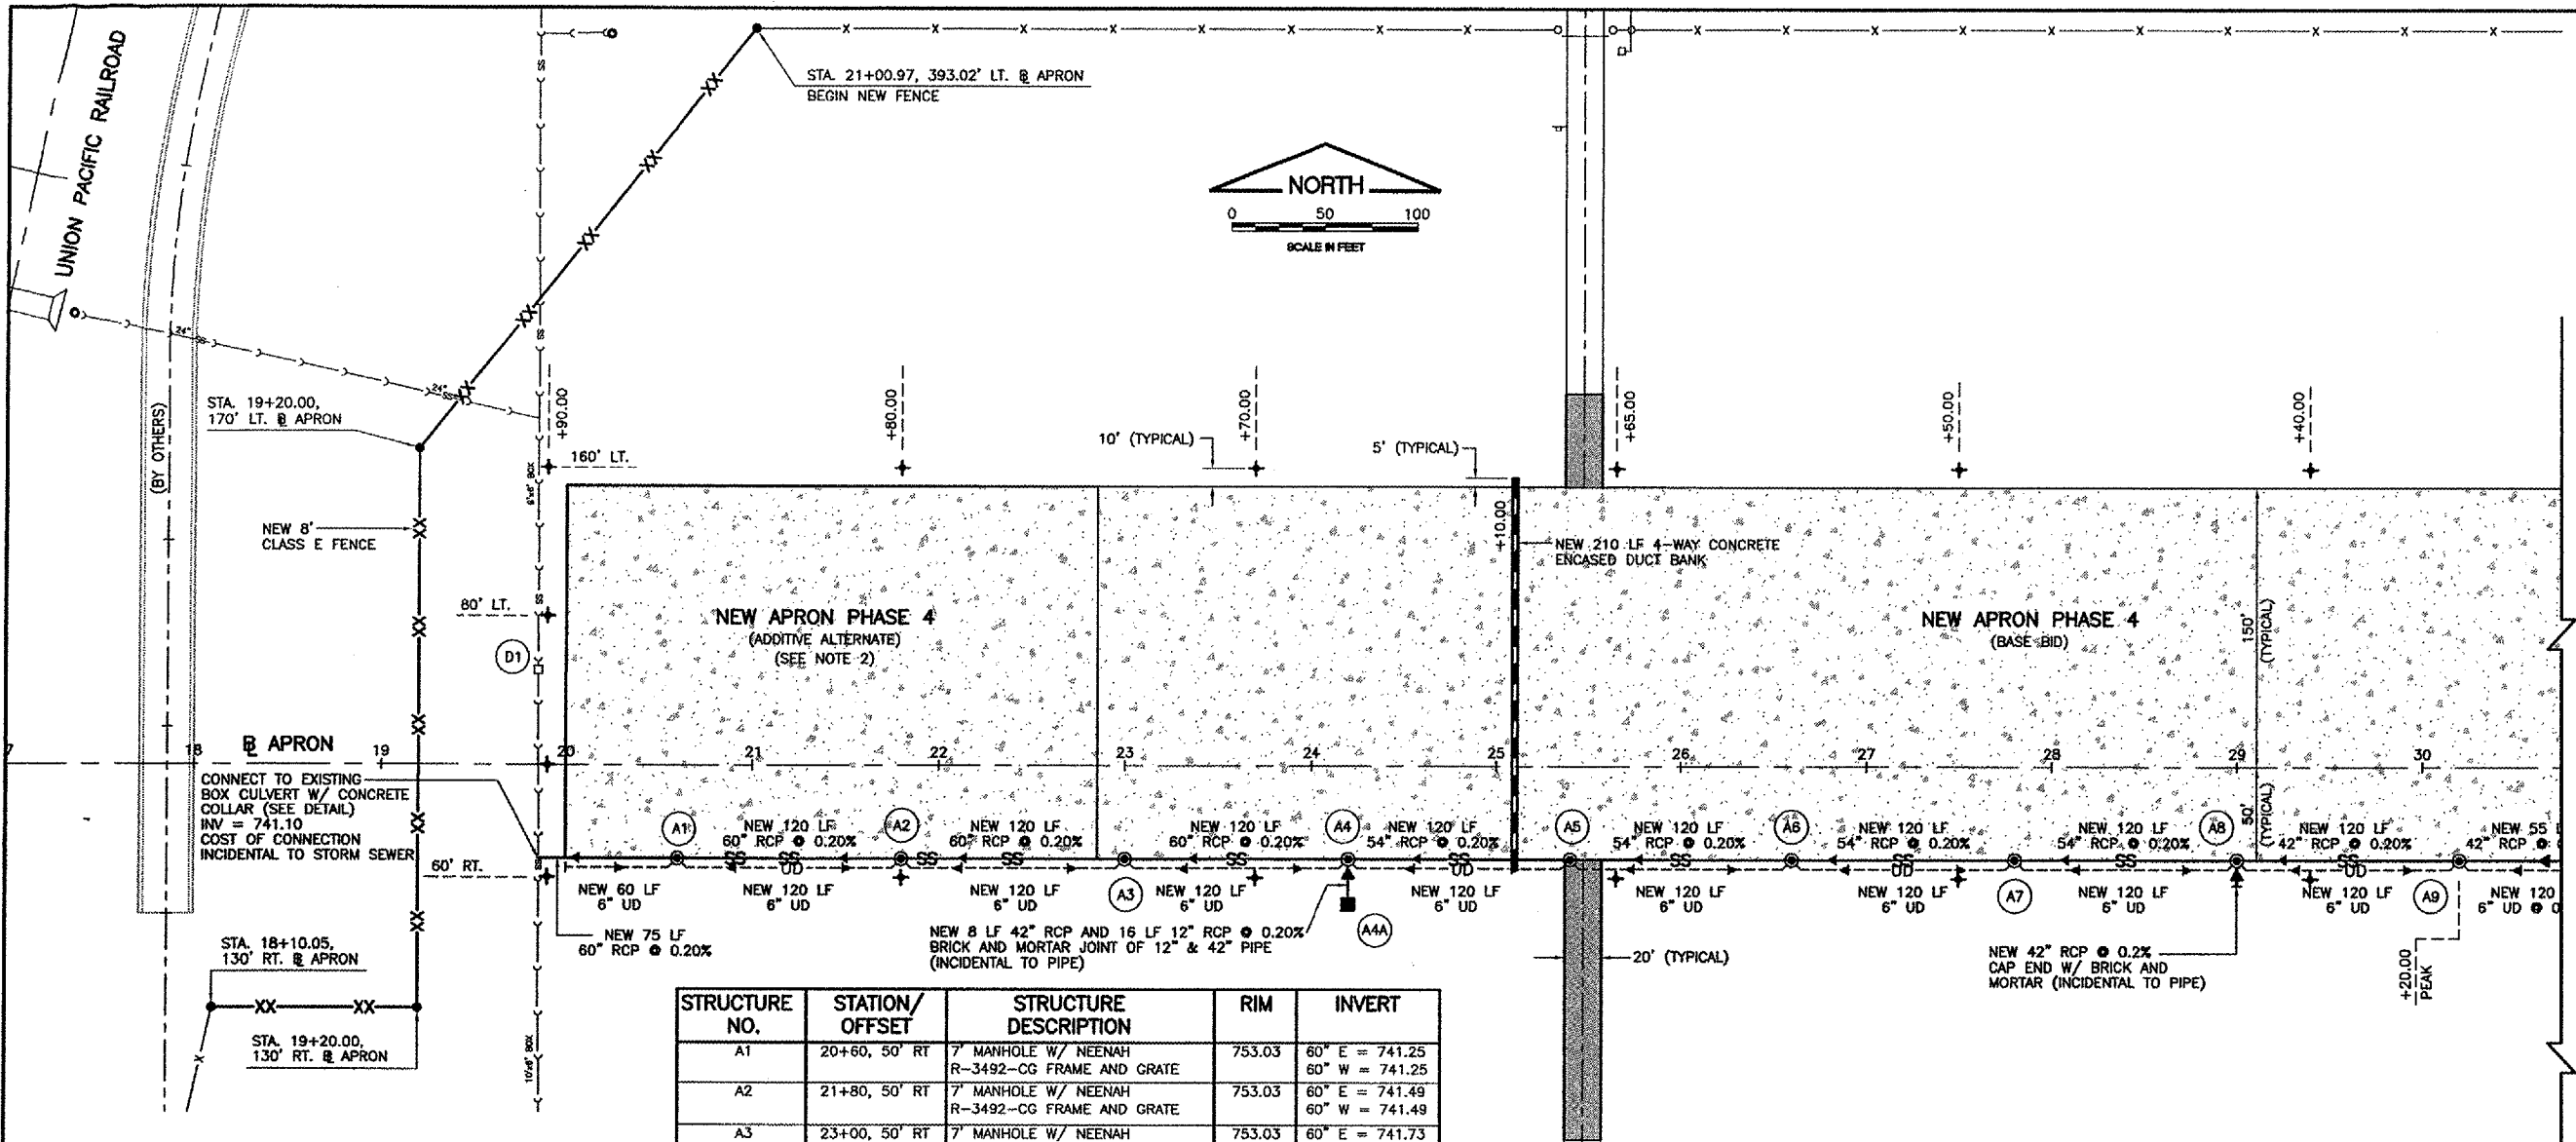 UNION PACIFIC RAILROAD
STA. 21+00.97, 393.02' LT. ℄ APRON
BEGIN NEW FENCE
NORTH
0 50 100
SCALE IN FEET
24"
SS
24"
SS
(BY OTHERS)
STA. 19+20.00,
170' LT. ℄ APRON
+90.00
+80.00
+70.00
+65.00
+50.00
+40.00
160' LT.
10' (TYPICAL)
5' (TYPICAL)
NEW 8'
CLASS E FENCE
+10.00
NEW 210 LF 4-WAY CONCRETE
ENCASED DUCT BANK
80' LT.
D1
NEW APRON PHASE 4
(ADDITIVE ALTERNATE)
(SEE NOTE 2)
NEW APRON PHASE 4
(BASE BID)
150'
(TYPICAL)
℄ APRON
7 18 19 20 21 22 23 24 25 26 27 28 29 30
CONNECT TO EXISTING
BOX CULVERT W/ CONCRETE
COLLAR (SEE DETAIL)
INV = 741.10
COST OF CONNECTION
INCIDENTAL TO STORM SEWER
50'
(TYPICAL)
A1
NEW 120 LF
60" RCP @ 0.20%
A2
NEW 120 LF
60" RCP @ 0.20%
NEW 120 LF
60" RCP @ 0.20%
A4
NEW 120 LF
54" RCP @ 0.20%
A5
NEW 120 LF
54" RCP @ 0.20%
A6
NEW 120 LF
54" RCP @ 0.20%
NEW 120 LF
54" RCP @ 0.20%
A8
NEW 120 LF
42" RCP @ 0.20%
NEW 55
42" RCP @
60' RT.
NEW 60 LF
6" UD
NEW 120 LF
6" UD
NEW 120 LF
6" UD
A3
NEW 120 LF
6" UD
NEW 120 LF
6" UD
NEW 120 LF
6" UD
NEW 120 LF
6" UD
A7
NEW 120 LF
6" UD
NEW 120 LF
6" UD
A9
NEW 120
6" UD @ 0
NEW 75 LF
60" RCP @ 0.20%
NEW 8 LF 42" RCP AND 16 LF 12" RCP @ 0.20%
BRICK AND MORTAR JOINT OF 12" & 42" PIPE
(INCIDENTAL TO PIPE)
A4A
20' (TYPICAL)
NEW 42" RCP @ 0.2%
CAP END W/ BRICK AND
MORTAR (INCIDENTAL TO PIPE)
+20.00
PEAK
STA. 18+10.05,
130' RT. ℄ APRON
STA. 19+20.00,
130' RT. ℄ APRON
10'x6' BOX
STRUCTURE NO. STATION/ OFFSET STRUCTURE DESCRIPTION RIM INVERT
A1 20+60, 50' RT 7' MANHOLE W/ NEENAH 753.03 60" E = 741.25
R-3492-CG FRAME AND GRATE 60" W = 741.25
A2 21+80, 50' RT 7' MANHOLE W/ NEENAH 753.03 60" E = 741.49
R-3492-CG FRAME AND GRATE 60" W = 741.49
A3 23+00, 50' RT 7' MANHOLE W/ NEENAH 753.03 60" E = 741.73